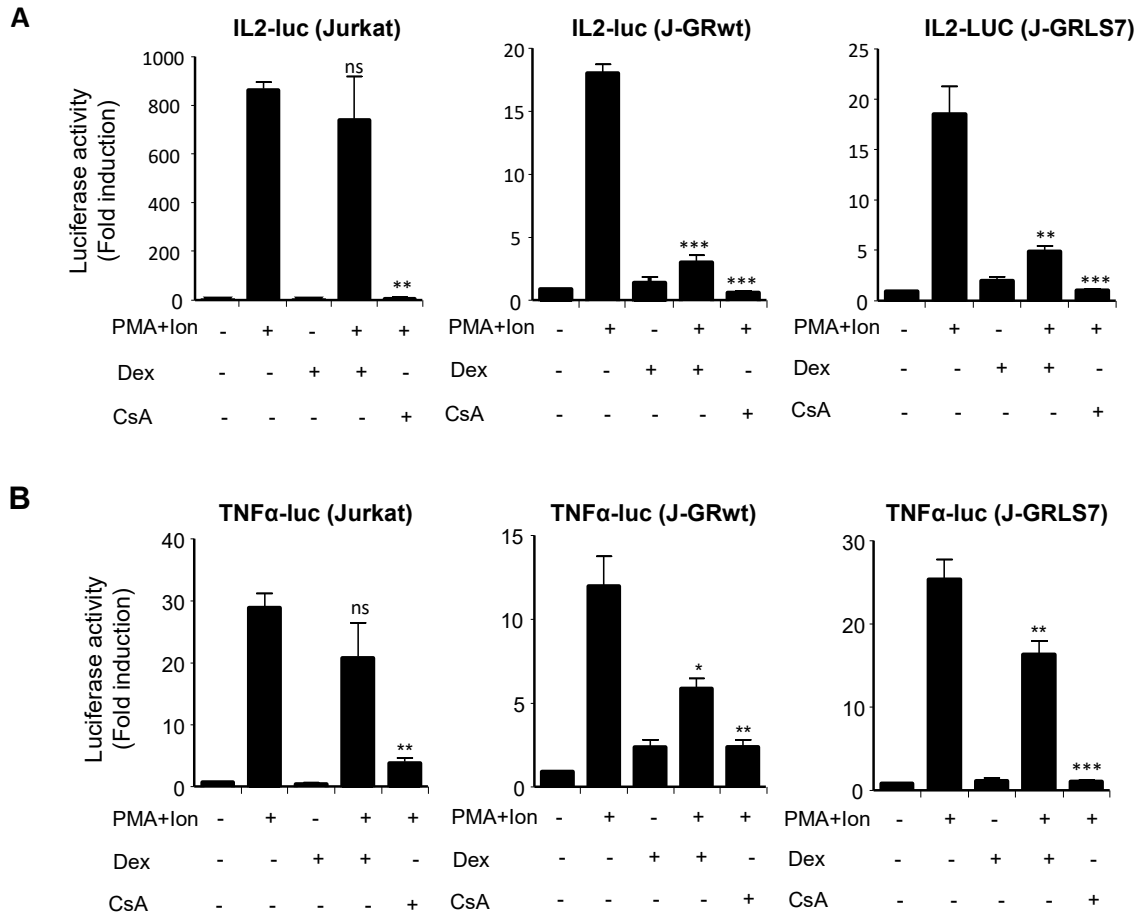 A
IL2-luc (Jurkat)
IL2-luc (J-GRwt)
IL2-LUC (J-GRLS7)
Luciferase activity
(Fold induction)
1000
800
600
400
200
0
ns
**
20
15
10
5
0
***
***
25
20
15
10
5
0
**
***
PMA+Ion - + - + +
Dex - - + + -
CsA - - - - +
PMA+Ion - + - + +
Dex - - + + -
CsA - - - - +
PMA+Ion - + - + +
Dex - - + + -
CsA - - - - +
B
TNFα-luc (Jurkat)
TNFα-luc (J-GRwt)
TNFα-luc (J-GRLS7)
Luciferase activity
(Fold induction)
40
30
20
10
0
ns
**
15
10
5
0
*
**
30
20
10
0
**
***
PMA+Ion - + - + +
Dex - - + + -
CsA - - - - +
PMA+Ion - + - + +
Dex - - + + -
CsA - - - - +
PMA+Ion - + - + +
Dex - - + + -
CsA - - - - +